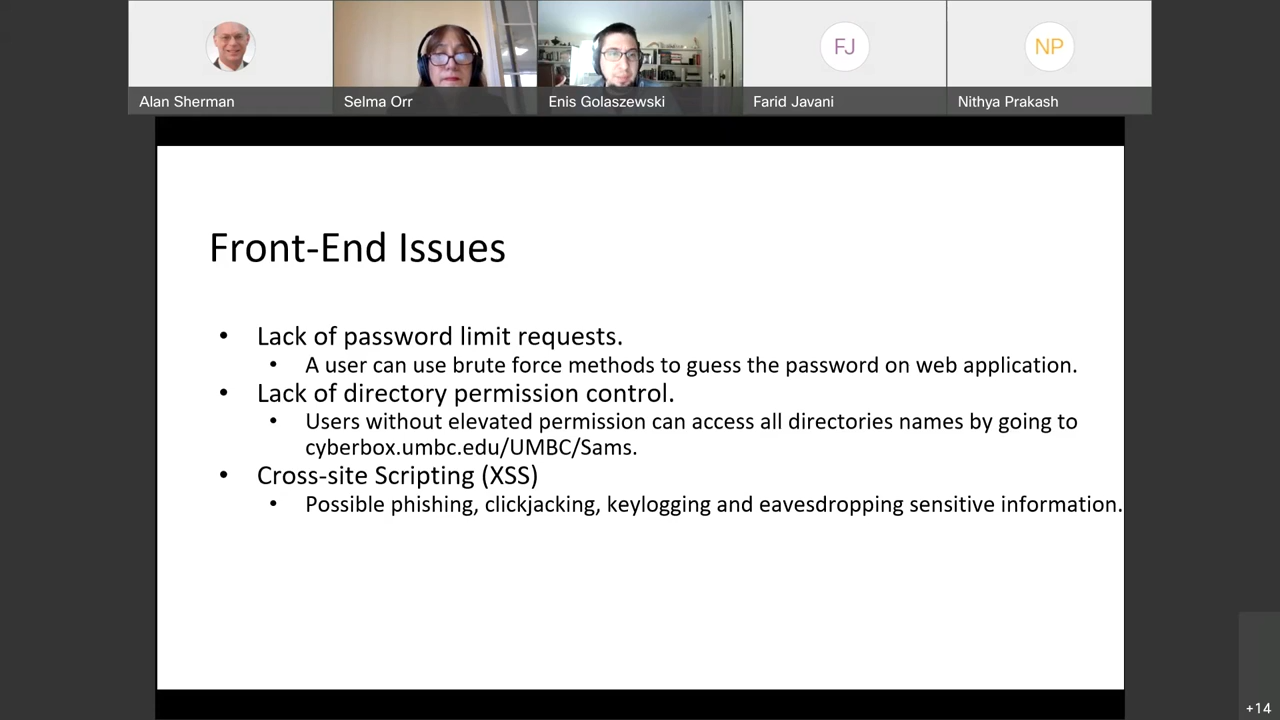 FJ
NP
Alan Sherman
Selma Orr
Enis Golaszewski
Farid Javani
Nithya Prakash
Front-End Issues
• Lack of password limit requests.
• A user can use brute force methods to guess the password on web application.
• Lack of directory permission control.
• Users without elevated permission can access all directories names by going to
cyberbox.umbc.edu/UMBC/Sams.
• Cross-site Scripting (XSS)
• Possible phishing, clickjacking, keylogging and eavesdropping sensitive information.
+14